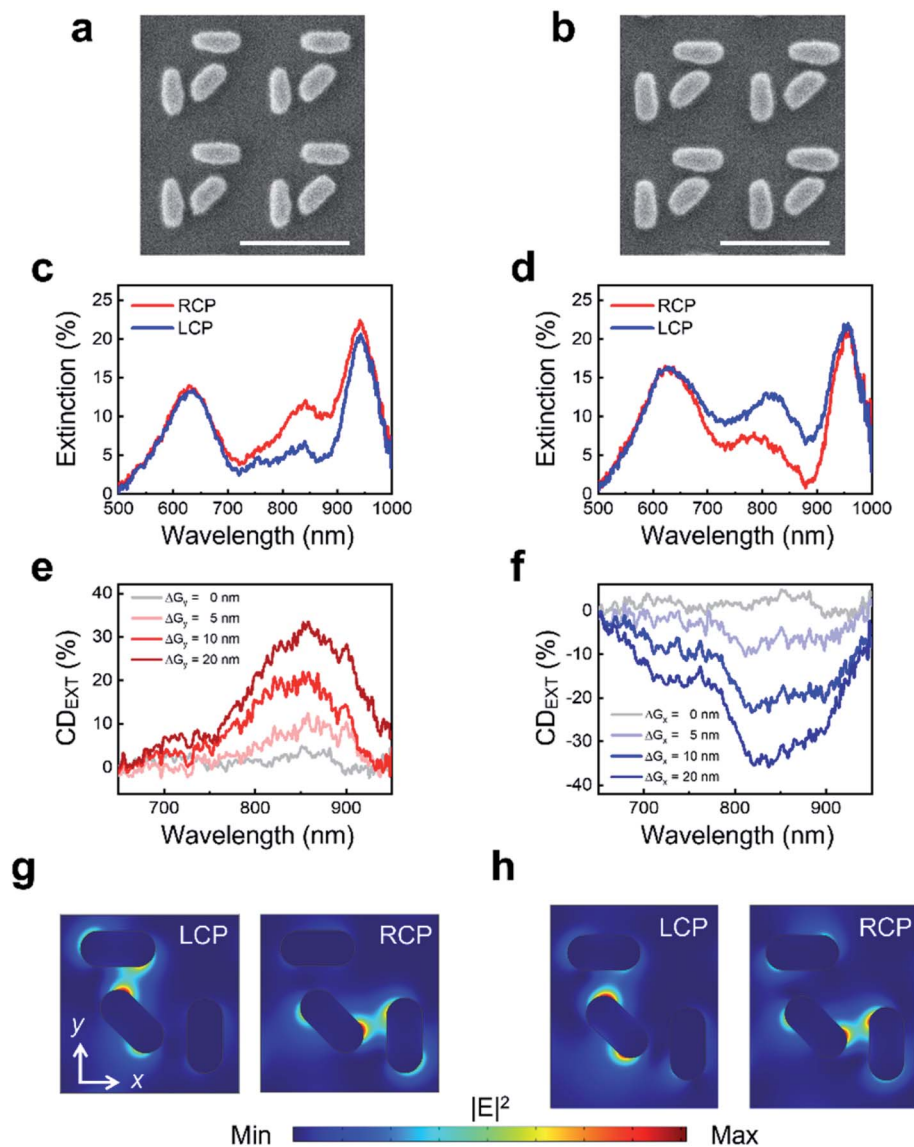 a
b
c
d
25
20
15
10
5
0
Extinction (%)
RCP
LCP
500
600
700
800
900
1000
Wavelength (nm)
25
20
15
10
5
0
Extinction (%)
RCP
LCP
500
600
700
800
900
1000
Wavelength (nm)
e
f
40
30
20
10
0
CD_EXT (%)
ΔG_y = 0 nm
ΔG_y = 5 nm
ΔG_y = 10 nm
ΔG_y = 20 nm
700
800
900
Wavelength (nm)
0
-10
-20
-30
-40
CD_EXT (%)
ΔG_x = 0 nm
ΔG_x = 5 nm
ΔG_x = 10 nm
ΔG_x = 20 nm
700
800
900
Wavelength (nm)
g
h
LCP
RCP
LCP
RCP
y
x
|E|²
Min
Max